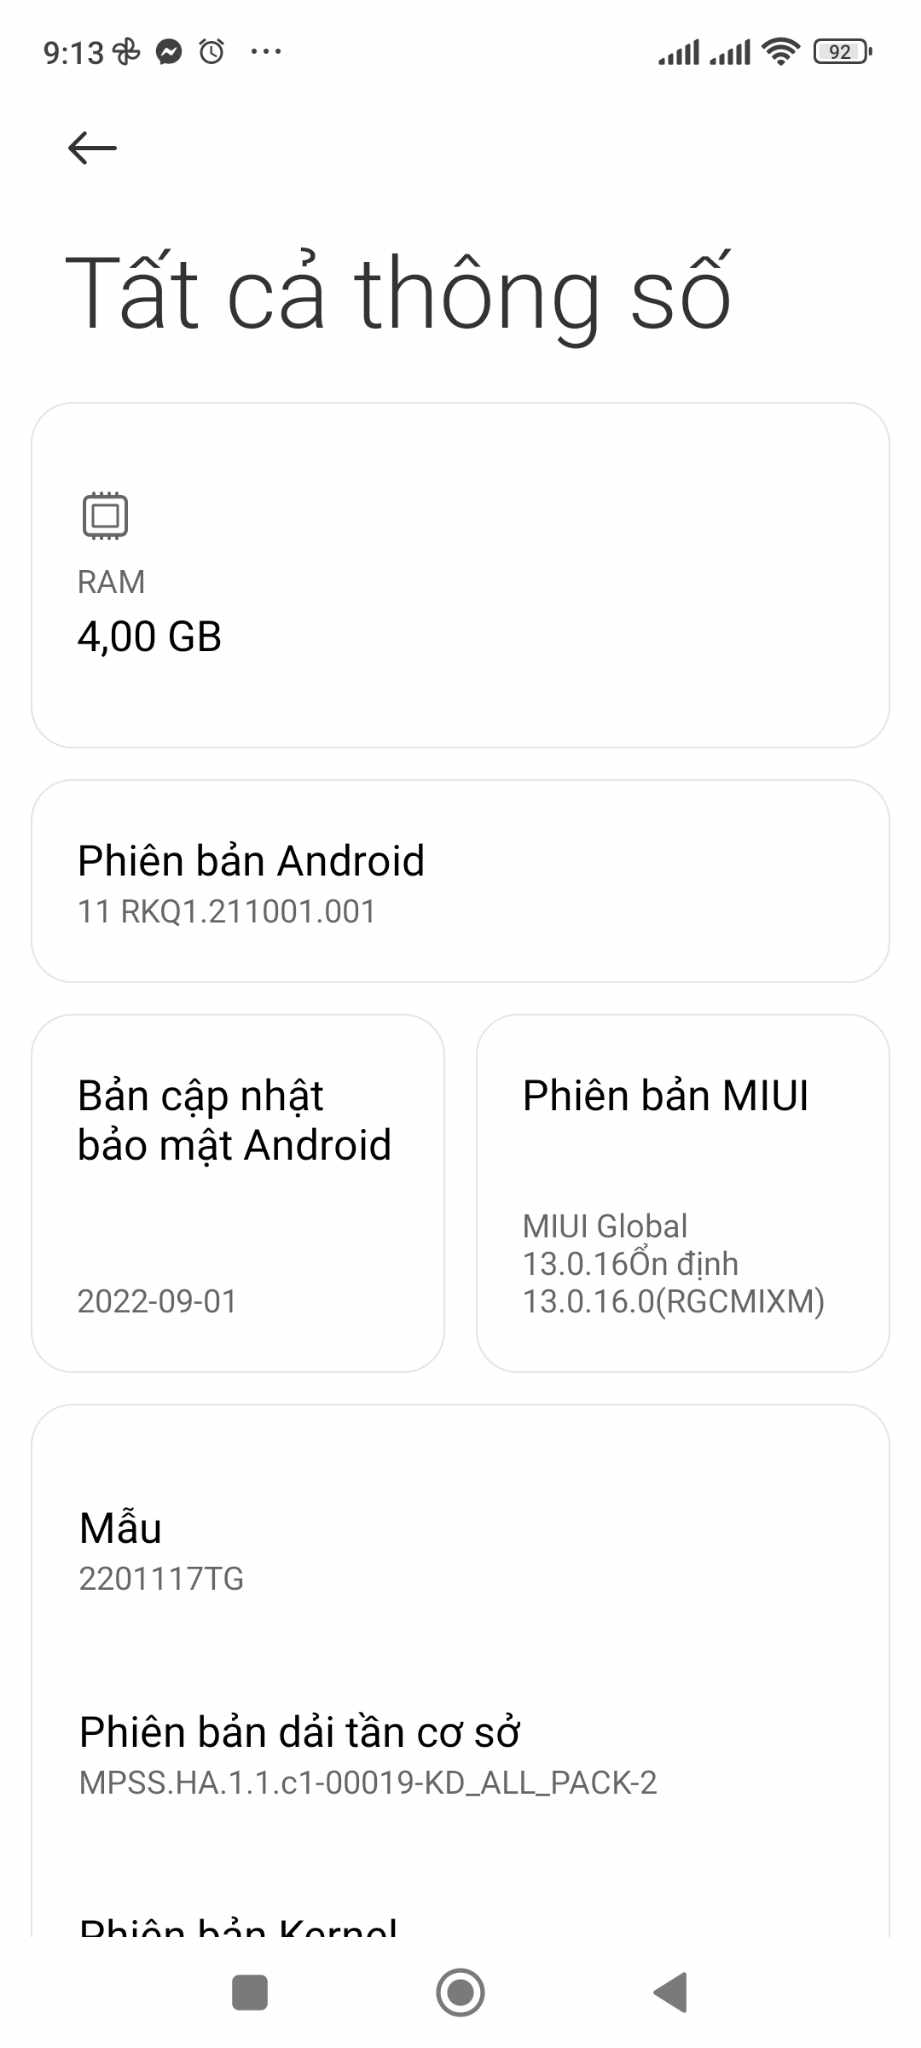 9:13
92
Tất cả thông số
RAM
4,00 GB
Phiên bản Android
11 RKQ1.211001.001
Bản cập nhật
bảo mật Android
2022-09-01
Phiên bản MIUI
MIUI Global
13.0.16Ổn định
13.0.16.0(RGCMIXM)
Mẫu
2201117TG
Phiên bản dải tần cơ sở
MPSS.HA.1.1.c1-00019-KD_ALL_PACK-2
Phiên bản Kernel